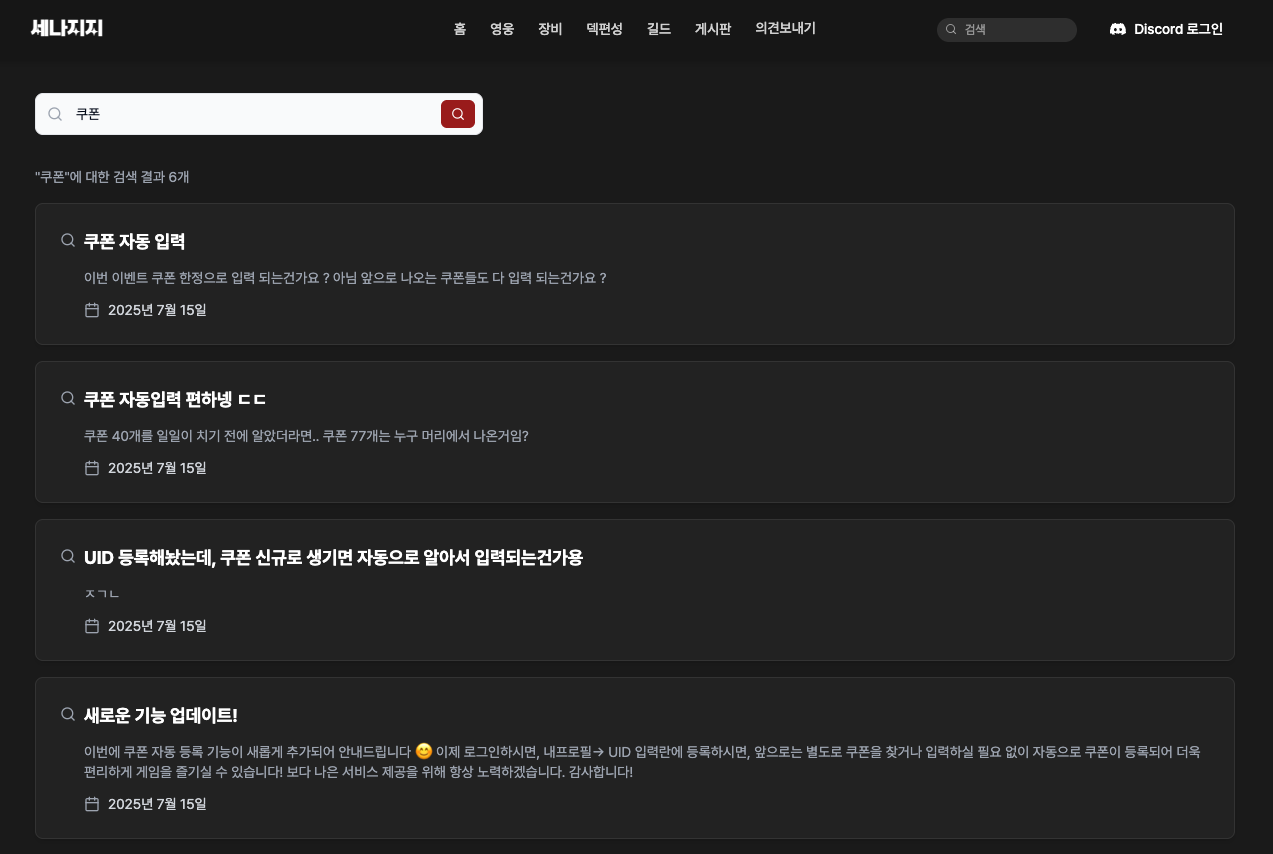 세나지지
홈 영웅 장비 덱편성 길드 게시판 의견보내기
검색
Discord 로그인
쿠폰
"쿠폰"에 대한 검색 결과 6개
쿠폰 자동 입력
이번 이벤트 쿠폰 한정으로 입력 되는건가요 ? 아님 앞으로 나오는 쿠폰들도 다 입력 되는건가요 ?
2025년 7월 15일
쿠폰 자동입력 편하넹 ㄷㄷ
쿠폰 40개를 일일이 치기 전에 알았더라면.. 쿠폰 77개는 누구 머리에서 나온거임?
2025년 7월 15일
UID 등록해놨는데, 쿠폰 신규로 생기면 자동으로 알아서 입력되는건가용
ㅈㄱㄴ
2025년 7월 15일
새로운 기능 업데이트!
이번에 쿠폰 자동 등록 기능이 새롭게 추가되어 안내드립니다 😊 이제 로그인하시면, 내프로필→ UID 입력란에 등록하시면, 앞으로는 별도로 쿠폰을 찾거나 입력하실 필요 없이 자동으로 쿠폰이 등록되어 더욱
편리하게 게임을 즐기실 수 있습니다! 보다 나은 서비스 제공을 위해 항상 노력하겠습니다. 감사합니다!
2025년 7월 15일